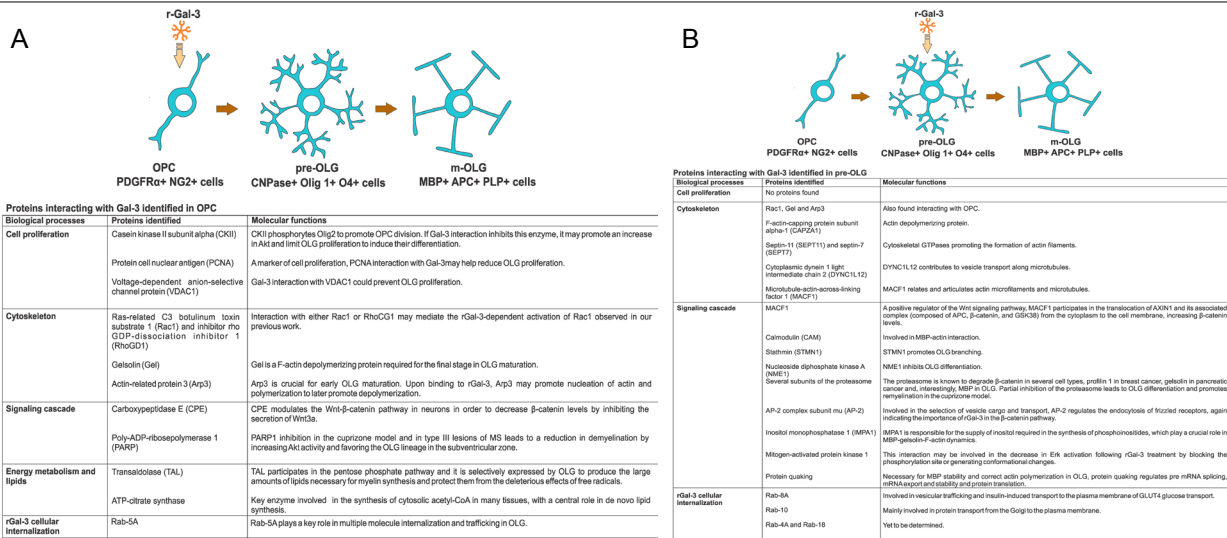 A
r-Gal-3
OPC
PDGFRα+ NG2+ cells
pre-OLG
CNPase+ Olig 1+ O4+ cells
m-OLG
MBP+ APC+ PLP+ cells
Proteins interacting with Gal-3 identified in OPC
Biological processes
Proteins identified
Molecular functions
Cell proliferation
Casein kinase II subunit alpha (CKII)
CKII phosphorytes Olig2 to promote OPC division. If Gal-3 interaction inhibits this enzyme, it may promote an increase
in Akt and limit OLG proliferation to induce their differentiation.
Protein cell nuclear antigen (PCNA)
A marker of cell proliferation, PCNA interaction with Gal-3may help reduce OLG proliferation.
Voltage-dependent anion-selective
channel protein (VDAC1)
Gal-3 interaction with VDAC1 could prevent OLG proliferation.
Cytoskeleton
Ras-related C3 botulinum toxin
substrate 1 (Rac1) and inhibitor rho
GDP-dissociation inhibitor 1
(RhoGD1)
Interaction with either Rac1 or RhoCG1 may mediate the rGal-3-dependent activation of Rac1 observed in our
previous work.
Gelsolin (Gel)
Gel is a F-actin depolymerizing protein required for the final stage in OLG maturation.
Actin-related protein 3 (Arp3)
Arp3 is crucial for early OLG maturation. Upon binding to rGal-3, Arp3 may promote nucleation of actin and
polymerization to later promote depolymerization.
Signaling cascade
Carboxypeptidase E (CPE)
CPE modulates the Wnt-β-catenin pathway in neurons in order to decrease β-catenin levels by inhibiting the
secretion of Wnt3a.
Poly-ADP-ribosepolymerase 1
(PARP)
PARP1 inhibition in the cuprizone model and in type III lesions of MS leads to a reduction in demyelination by
increasing Akt activity and favoring the OLG lineage in the subventricular zone.
Energy metabolism and
lipids
Transaldolase (TAL)
TAL participates in the pentose phosphate pathway and it is selectively expressed by OLG to produce the large
amounts of lipids necessary for myelin synthesis and protect them from the deleterious effects of free radicals.
ATP-citrate synthase
Key enzyme involved in the synthesis of cytosolic acetyl-CoA in many tissues, with a central role in de novo lipid
synthesis.
rGal-3 cellular
internalization
Rab-5A
Rab-5A plays a key role in multiple molecule internalization and trafficking in OLG.
B
r-Gal-3
OPC
PDGFRα+ NG2+ cells
pre-OLG
CNPase+ Olig 1+ O4+ cells
m-OLG
MBP+ APC+ PLP+ cells
Proteins interacting with Gal-3 identified in pre-OLG
Biological processes
Proteins identified
Molecular functions
Cell proliferation
No proteins found
Cytoskeleton
Rac1, Gel and Arp3
Also found interacting with OPC.
F-actin-capping protein subunit
alpha-1 (CAPZA1)
Actin depolymerizing protein.
Septin-11 (SEPT11) and septin-7
(SEPT7)
Cytoskeletal GTPases promoting the formation of actin filaments.
Cytoplasmic dynein 1 light
intermediate chain 2 (DYNC1L12)
DYNC1L12 contributes to vesicle transport along microtubules.
Microtubule-actin-across-linking
factor 1 (MACF1)
MACF1 relates and articulates actin microfilaments and microtubules.
Signaling cascade
MACF1
A positive regulator of the Wnt signaling pathway, MACF1 participates in the translocation of AXIN1 and its associated
complex (composed of APC, β-catenin, and GSK38) from the cytoplasm to the cell membrane, increasing β-catenin
levels.
Calmodulin (CAM)
Involved in MBP-actin interaction.
Stathmin (STMN1)
STMN1 promotes OLG branching.
Nucleoside diphosphate kinase A
(NME1)
NME1 inhibits OLG differentiation.
Several subunits of the proteasome
The proteasome is known to degrade β-catenin in several cell types, profilin 1 in breast cancer, gelsolin in pancreatic
cancer and, interestingly, MBP in OLG. Partial inhibition of the proteasome leads to OLG differentiation and promotes
remyelination in the cuprizone model.
AP-2 complex subunit mu (AP-2)
Involved in the selection of vesicle cargo and transport, AP-2 regulates the endocytosis of frizzled receptors, again
indicating the importance of rGal-3 in the β-catenin pathway.
Inositol monophosphatase 1 (IMPA1)
IMPA1 is responsible for the supply of inositol required in the synthesis of phosphoinositides, which play a crucial role in
MBP-gelsolin-F-actin dynamics.
Mitogen-activated protein kinase 1
This interaction may be involved in the decrease in Erk activation following rGal-3 treatment by blocking the
phosphorylation site or generating conformational changes.
Protein quaking
Necessary for MBP stability and correct actin polymerization in OLG, protein quaking regulates pre mRNA splicing,
mRNA export and stability and protein translation.
rGal-3 cellular
internalization
Rab-8A
Involved in vesicular trafficking and insulin-induced transport to the plasma membrane of GLUT4 glucose transport.
Rab-10
Mainly involved in protein transport from the Golgi to the plasma membrane.
Rab-4A and Rab-18
Yet to be determined.